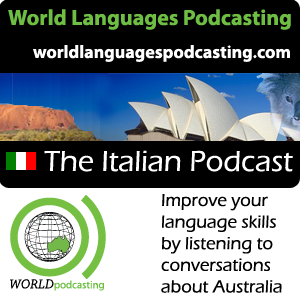 World Languages Podcasting
worldlanguagespodcasting.com
The Italian Podcast
Improve your
language skills
by listening to
conversations
about Australia
WORLDpodcasting